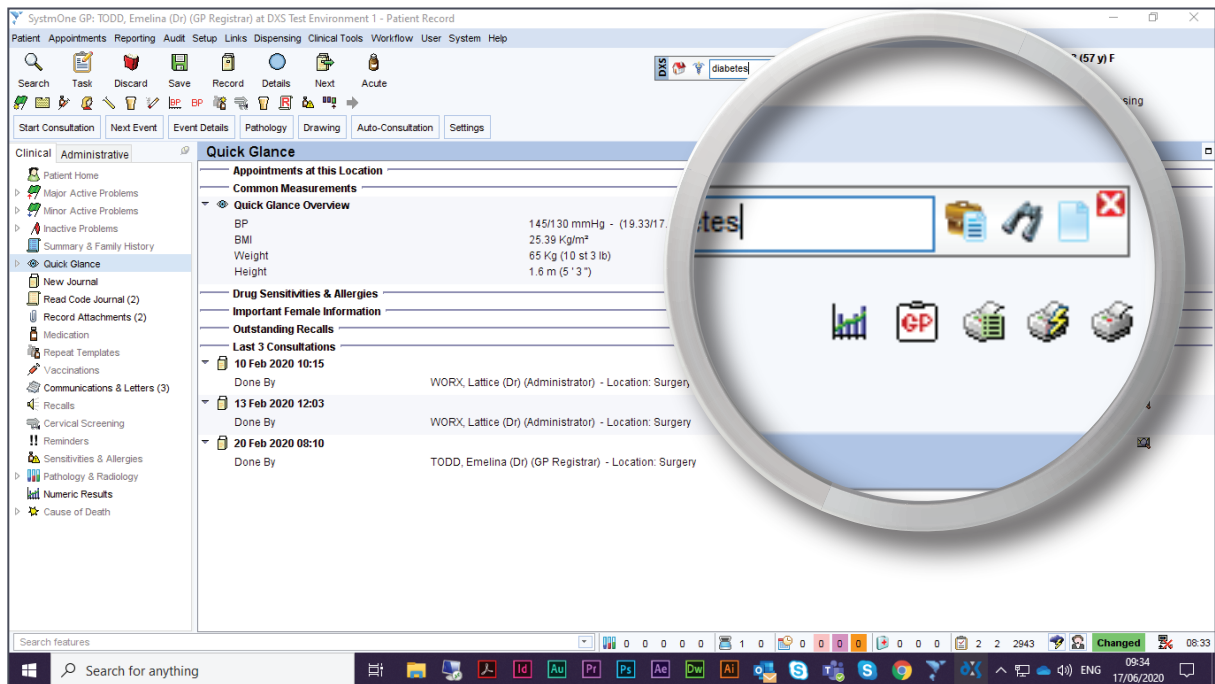 SystmOne GP: TODD, Emelina (Dr) (GP Registrar) at DXS Test Environment 1 - Patient Record
Patient Appointments Reporting Audit Setup Links Dispensing Clinical Tools Workflow User System Help
Search Task Discard Save Record Details Next Acute
DXS diabetes
(57 y) F
BP BP
sing
Start Consultation Next Event Event Details Pathology Drawing Auto-Consultation Settings
Clinical Administrative
Patient Home
Major Active Problems
Minor Active Problems
Inactive Problems
Summary & Family History
Quick Glance
New Journal
Read Code Journal (2)
Record Attachments (2)
Medication
Repeat Templates
Vaccinations
Communications & Letters (3)
Recalls
Cervical Screening
Reminders
Sensitivities & Allergies
Pathology & Radiology
Numeric Results
Cause of Death
Quick Glance
Appointments at this Location
Common Measurements
Quick Glance Overview
BP 145/130 mmHg - (19.33/17.
BMI 25.39 Kg/m²
Weight 65 Kg (10 st 3 lb)
Height 1.6 m (5 ' 3 ")
Drug Sensitivities & Allergies
Important Female Information
Outstanding Recalls
Last 3 Consultations
10 Feb 2020 10:15
Done By WORX, Lattice (Dr) (Administrator) - Location: Surgery
13 Feb 2020 12:03
Done By WORX, Lattice (Dr) (Administrator) - Location: Surgery
20 Feb 2020 08:10
Done By TODD, Emelina (Dr) (GP Registrar) - Location: Surgery
tes
GP
Search features
0 0 0 0 0 1 0 0 0 0 0 0 0 0 2 2 2943 Changed 08:33
Search for anything
Id Au Pr Ps Ae Dw Ai
ENG
09:34
17/06/2020